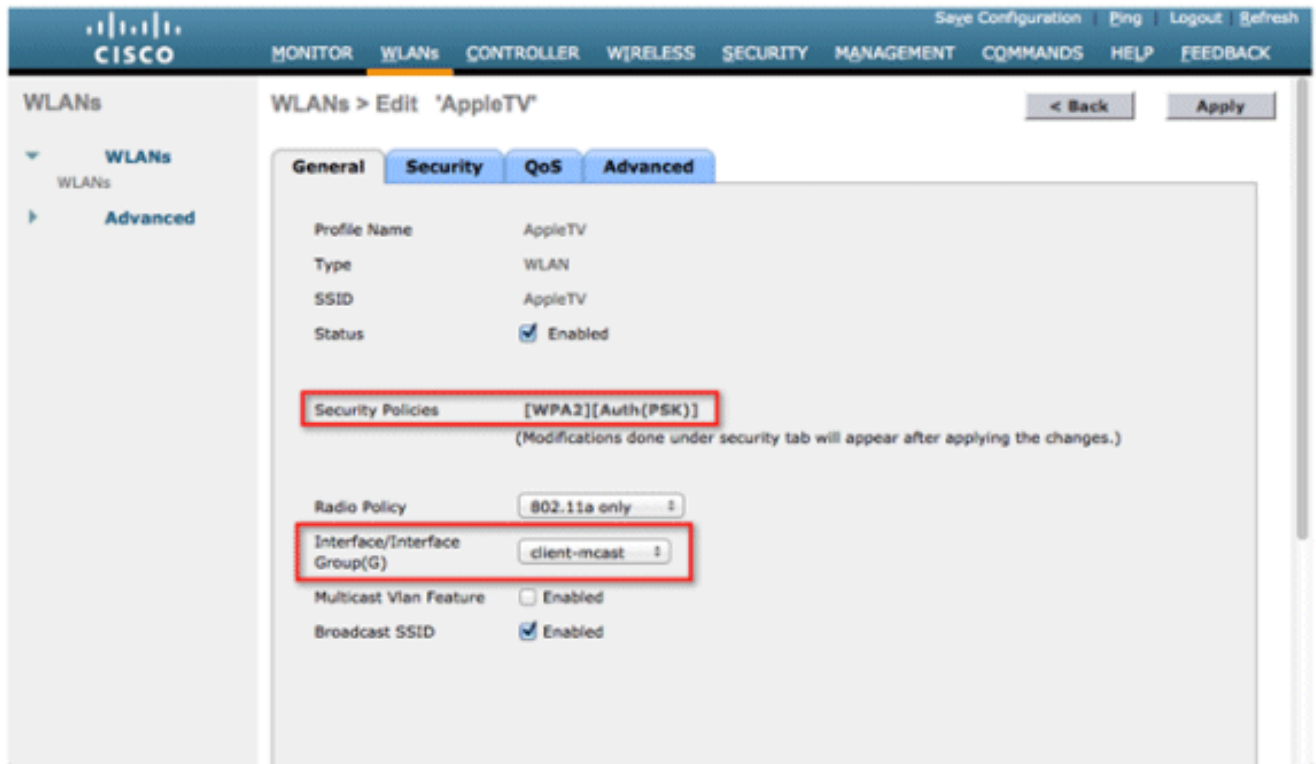 Save Configuration | Ping | Logout | Refresh
CISCO
MONITOR WLANs CONTROLLER WIRELESS SECURITY MANAGEMENT COMMANDS HELP FEEDBACK
WLANs
WLANs > Edit 'AppleTV'
< Back
Apply
WLANs
WLANs
Advanced
General Security QoS Advanced
Profile Name AppleTV
Type WLAN
SSID AppleTV
Status Enabled
Security Policies [WPA2][Auth(PSK)]
(Modifications done under security tab will appear after applying the changes.)
Radio Policy 802.11a only
Interface/Interface
Group(G) client-mcast
Multicast Vlan Feature Enabled
Broadcast SSID Enabled